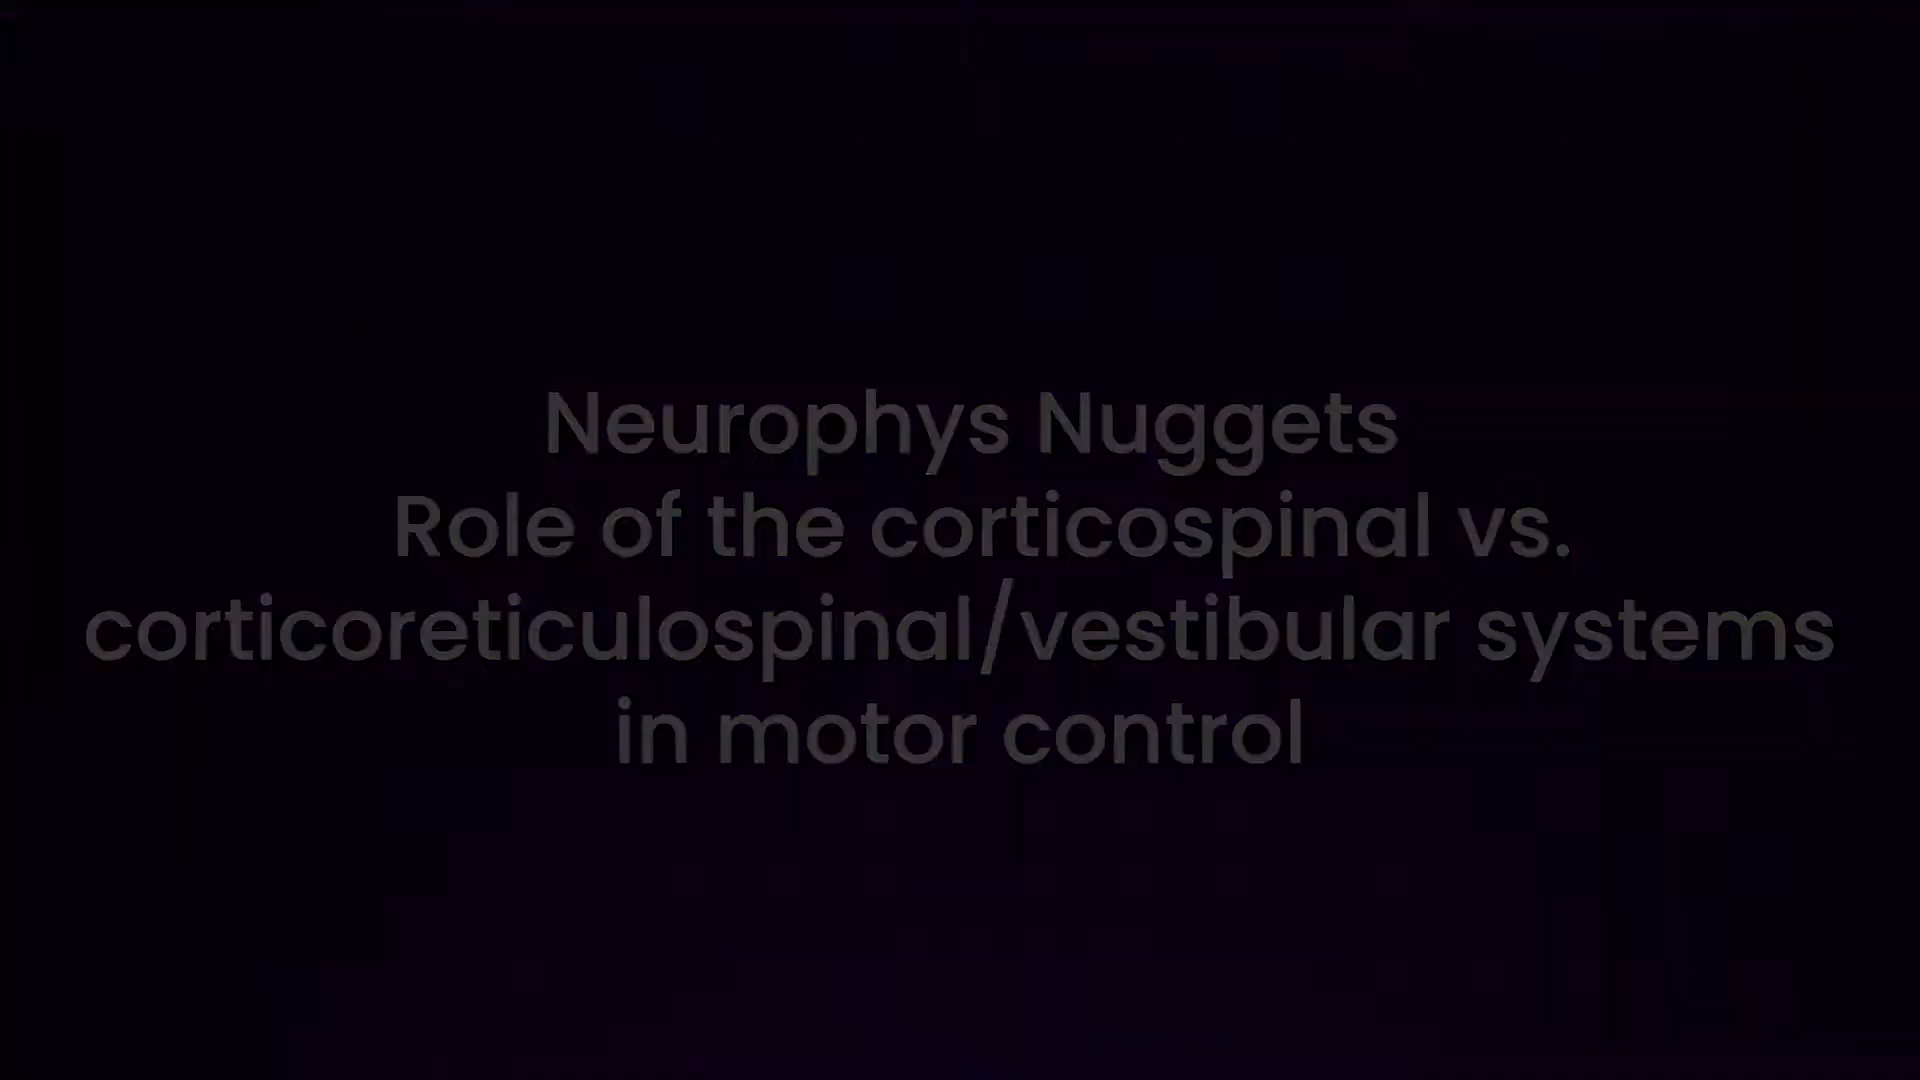 Neurophys Nuggets
Role of the corticospinal vs.
corticoreticulospinal/vestibular systems
in motor control